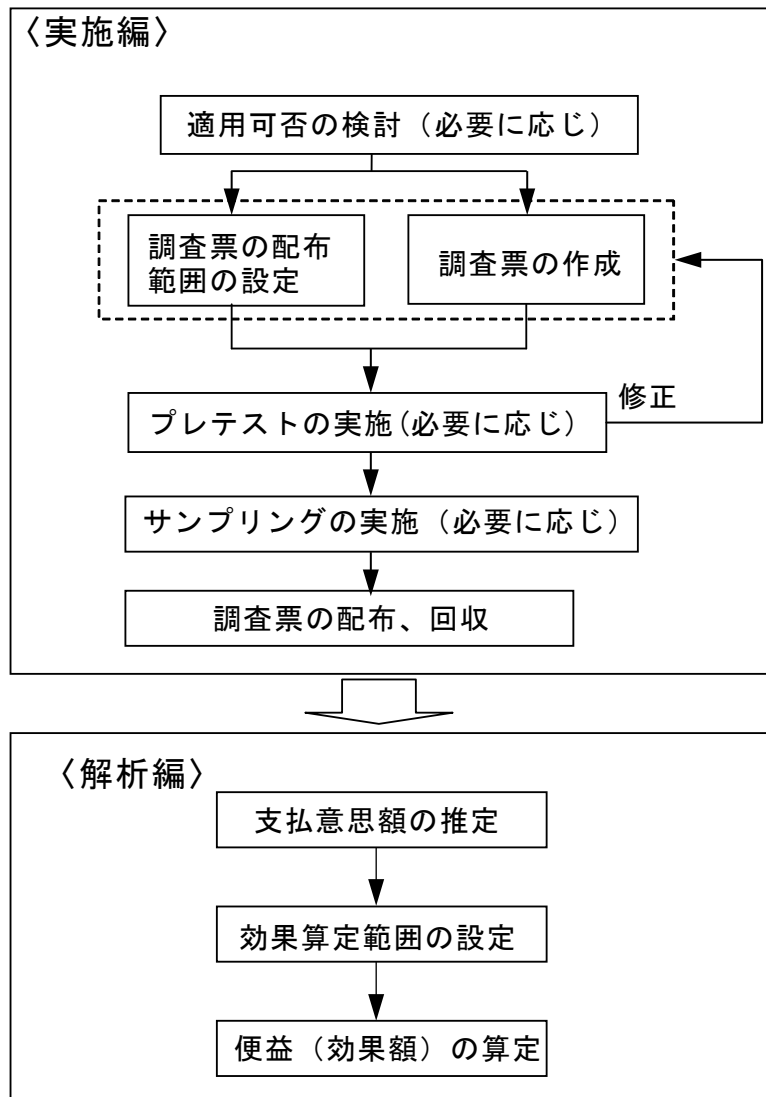 〈実施編〉
適用可否の検討（必要に応じ）
調査票の配布
範囲の設定
調査票の作成
修正
プレテストの実施(必要に応じ）
サンプリングの実施（必要に応じ）
調査票の配布、回収
〈解析編〉
支払意思額の推定
効果算定範囲の設定
便益（効果額）の算定